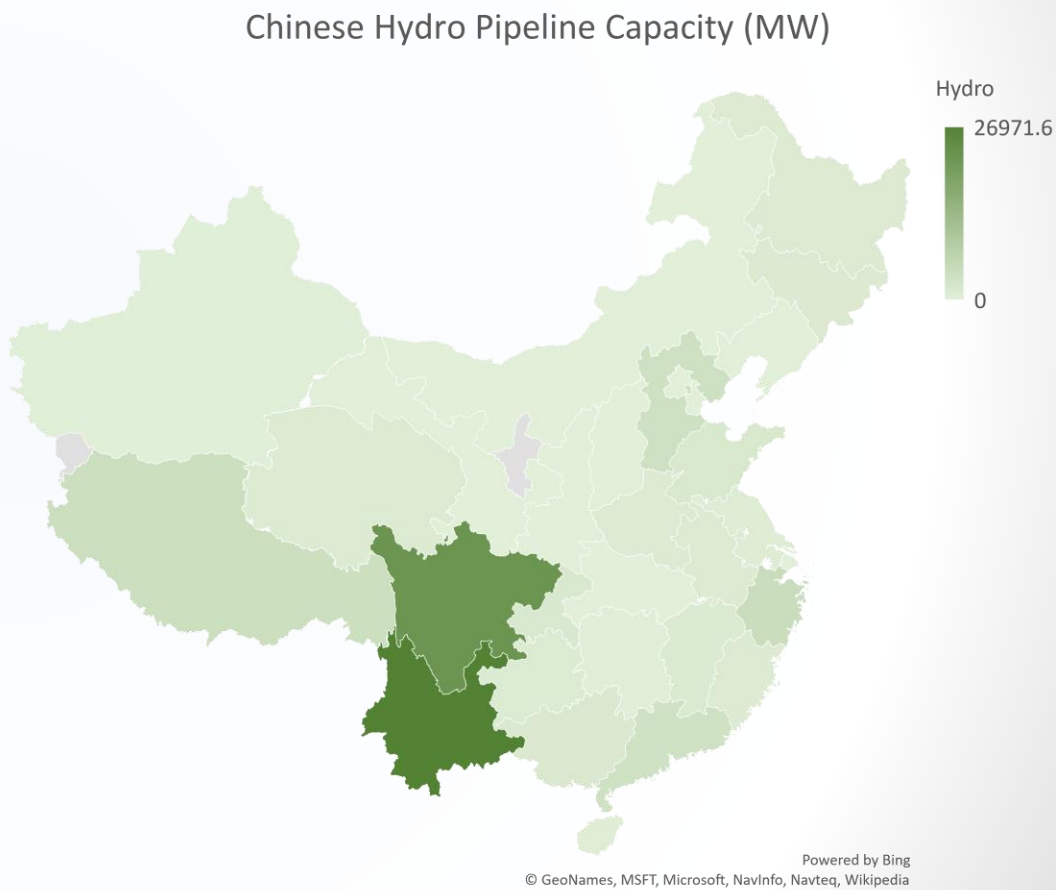 Chinese Hydro Pipeline Capacity (MW)
Hydro
26971.6
0
Powered by Bing
© GeoNames, MSFT, Microsoft, NavInfo, Navteq, Wikipedia